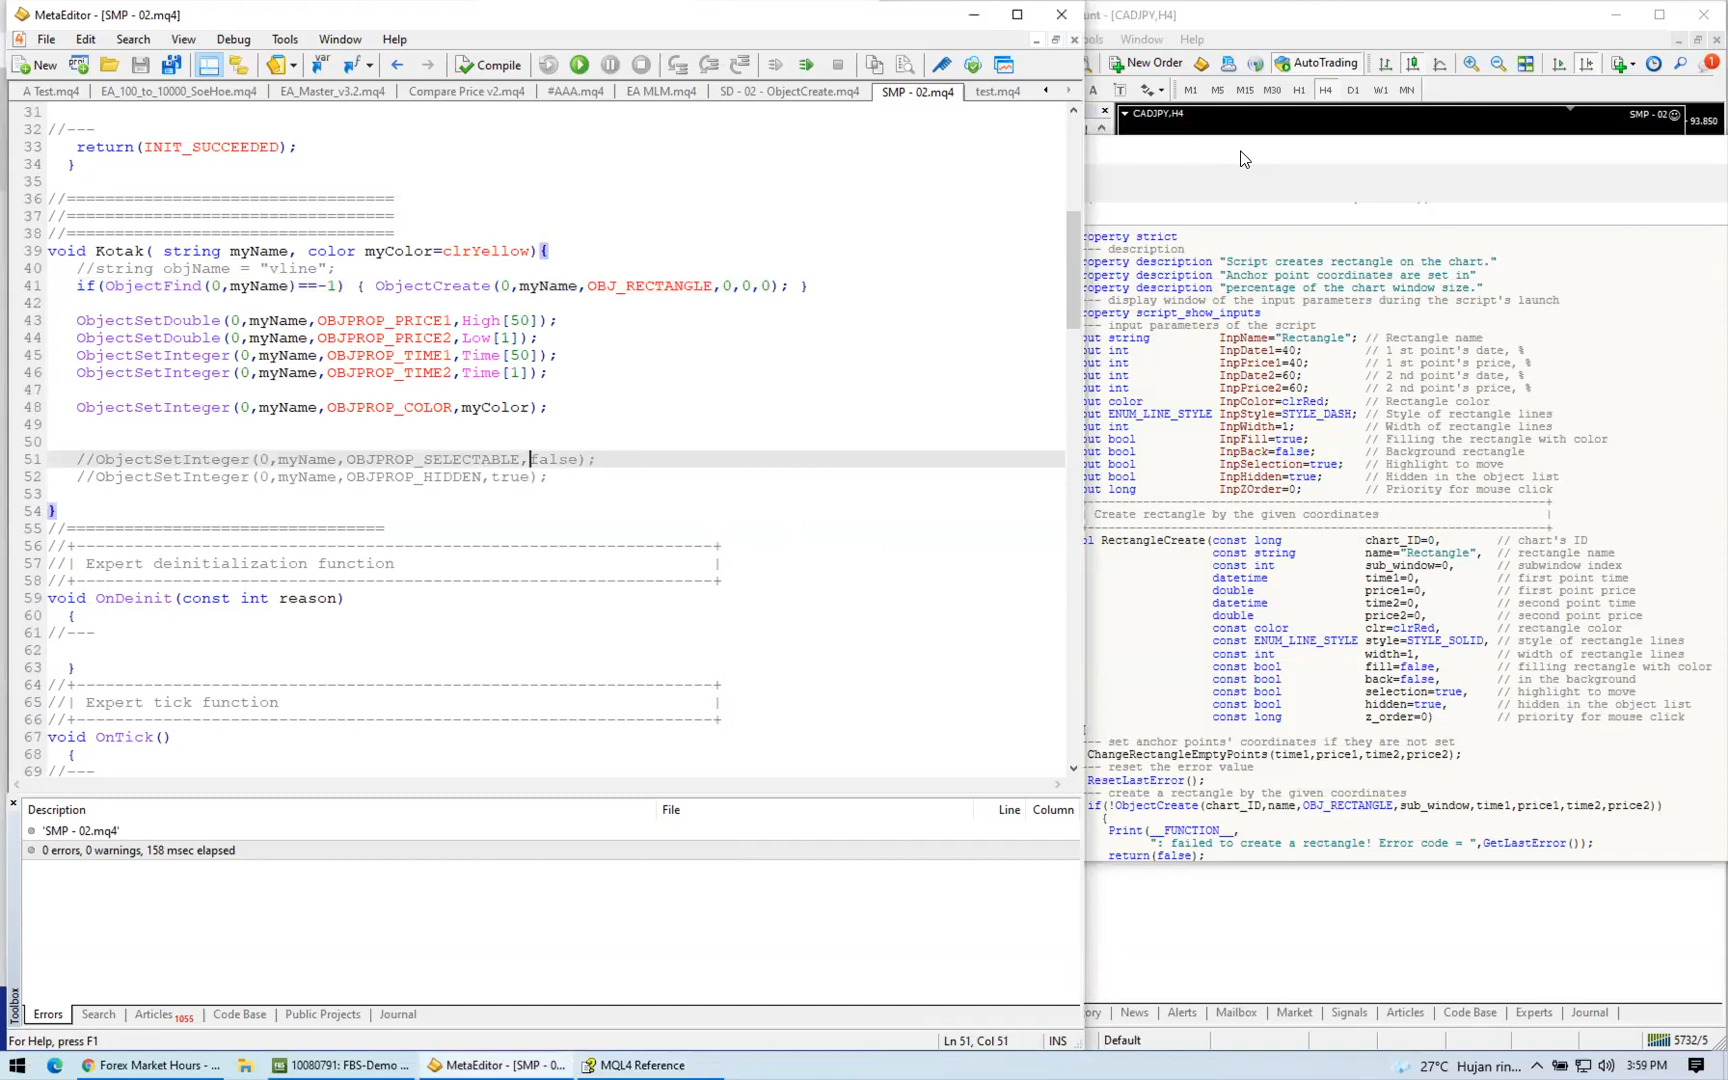 MetaEditor - [SMP - 02.mq4]
File Edit Search View Debug Tools Window Help
New Compile
A Test.mq4 EA_100_to_10000_SoeHoe.mq4 EA_Master_v3.2.mq4 Compare Price v2.mq4 #AAA.mq4 EA MLM.mq4 SD - 02 - ObjectCreate.mq4 SMP - 02.mq4 test.mq4
31
32 //---
33 return(INIT_SUCCEEDED);
34 }
35
36 //===================================
37 //===================================
38 //===================================
39 void Kotak( string myName, color myColor=clrYellow){
40 //string objName = "vline";
41 if(ObjectFind(0,myName)==-1) { ObjectCreate(0,myName,OBJ_RECTANGLE,0,0,0); }
42
43 ObjectSetDouble(0,myName,OBJPROP_PRICE1,High[50]);
44 ObjectSetDouble(0,myName,OBJPROP_PRICE2,Low[1]);
45 ObjectSetInteger(0,myName,OBJPROP_TIME1,Time[50]);
46 ObjectSetInteger(0,myName,OBJPROP_TIME2,Time[1]);
47
48 ObjectSetInteger(0,myName,OBJPROP_COLOR,myColor);
49
50
51 //ObjectSetInteger(0,myName,OBJPROP_SELECTABLE,false);
52 //ObjectSetInteger(0,myName,OBJPROP_HIDDEN,true);
53
54 }
55 //==================================
56 //+------------------------------------------------------------------+
57 //| Expert deinitialization function |
58 //+------------------------------------------------------------------+
59 void OnDeinit(const int reason)
60 {
61 //---
62
63 }
64 //+------------------------------------------------------------------+
65 //| Expert tick function |
66 //+------------------------------------------------------------------+
67 void OnTick()
68 {
69 //---
Description File Line Column
'SMP - 02.mq4'
0 errors, 0 warnings, 158 msec elapsed
Toolbox
Errors Search Articles 1055 Code Base Public Projects Journal
For Help, press F1 Ln 51, Col 51 INS
unt - [CADJPY,H4]
ools Window Help
New Order AutoTrading 1
A T M1 M5 M15 M30 H1 H4 D1 W1 MN
CADJPY,H4 SMP - 02 93.850
operty strict
--- description
operty description "Script creates rectangle on the chart."
operty description "Anchor point coordinates are set in"
operty description "percentage of the chart window size."
--- display window of the input parameters during the script's launch
operty script_show_inputs
--- input parameters of the script
out string InpName="Rectangle"; // Rectangle name
out int InpDate1=40; // 1 st point's date, %
out int InpPrice1=40; // 1 st point's price, %
out int InpDate2=60; // 2 nd point's date, %
out int InpPrice2=60; // 2 nd point's price, %
out color InpColor=clrRed; // Rectangle color
out ENUM_LINE_STYLE InpStyle=STYLE_DASH; // Style of rectangle lines
out int InpWidth=1; // Width of rectangle lines
out bool InpFill=true; // Filling the rectangle with color
out bool InpBack=false; // Background rectangle
out bool InpSelection=true; // Highlight to move
out bool InpHidden=true; // Hidden in the object list
out long InpZOrder=0; // Priority for mouse click
Create rectangle by the given coordinates |
ol RectangleCreate(const long chart_ID=0, // chart's ID
const string name="Rectangle", // rectangle name
const int sub_window=0, // subwindow index
datetime time1=0, // first point time
double price1=0, // first point price
datetime time2=0, // second point time
double price2=0, // second point price
const color clr=clrRed, // rectangle color
const ENUM_LINE_STYLE style=STYLE_SOLID, // style of rectangle lines
const int width=1, // width of rectangle lines
const bool fill=false, // filling rectangle with color
const bool back=false, // in the background
const bool selection=true, // highlight to move
const bool hidden=true, // hidden in the object list
const long z_order=0) // priority for mouse click
--- set anchor points' coordinates if they are not set
ChangeRectangleEmptyPoints(time1,price1,time2,price2);
--- reset the error value
ResetLastError();
--- create a rectangle by the given coordinates
if(!ObjectCreate(chart_ID,name,OBJ_RECTANGLE,sub_window,time1,price1,time2,price2))
{
Print(__FUNCTION__,
": failed to create a rectangle! Error code = ",GetLastError());
return(false);
ory News Alerts Mailbox Market Signals Articles Code Base Experts Journal
Default 5732/5
Forex Market Hours - ... 10080791: FBS-Demo ... MetaEditor - [SMP - 0... MQL4 Reference 27°C Hujan rin... 3:59 PM